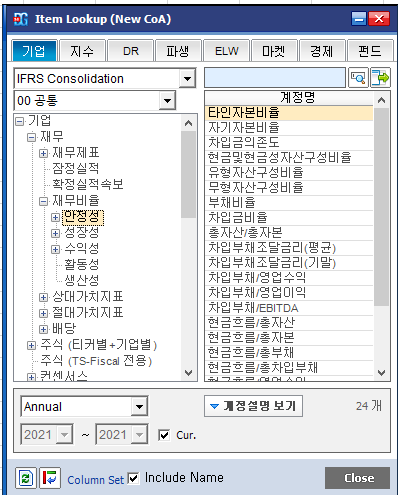 Item Lookup (New CoA)
기업 지수 DR 파생 ELW 마켓 경제 펀드
IFRS Consolidation
00 공통
기업
재무
재무제표
잠정실적
확정실적속보
재무비율
안정성
성장성
수익성
활동성
생산성
상대가치지표
절대가치지표
배당
주식 (티커별+기업별)
주식 (TS-Fiscal 전용)
컨센서스
계정명
타인자본비율
자기자본비율
차입금의존도
현금및현금성자산구성비율
유형자산구성비율
무형자산구성비율
부채비율
차입금비율
총자산/총자본
차입부채조달금리(평균)
차입부채조달금리(기말)
차입부채/영업수익
차입부채/영업이익
차입부채/EBITDA
현금흐름/총자산
현금흐름/총자본
현금흐름/총부채
현금흐름/총차입부채
현금흐름/영업수익
Annual
계정설명 보기
24 개
2021 ~ 2021 Cur.
Column Set Include Name Close